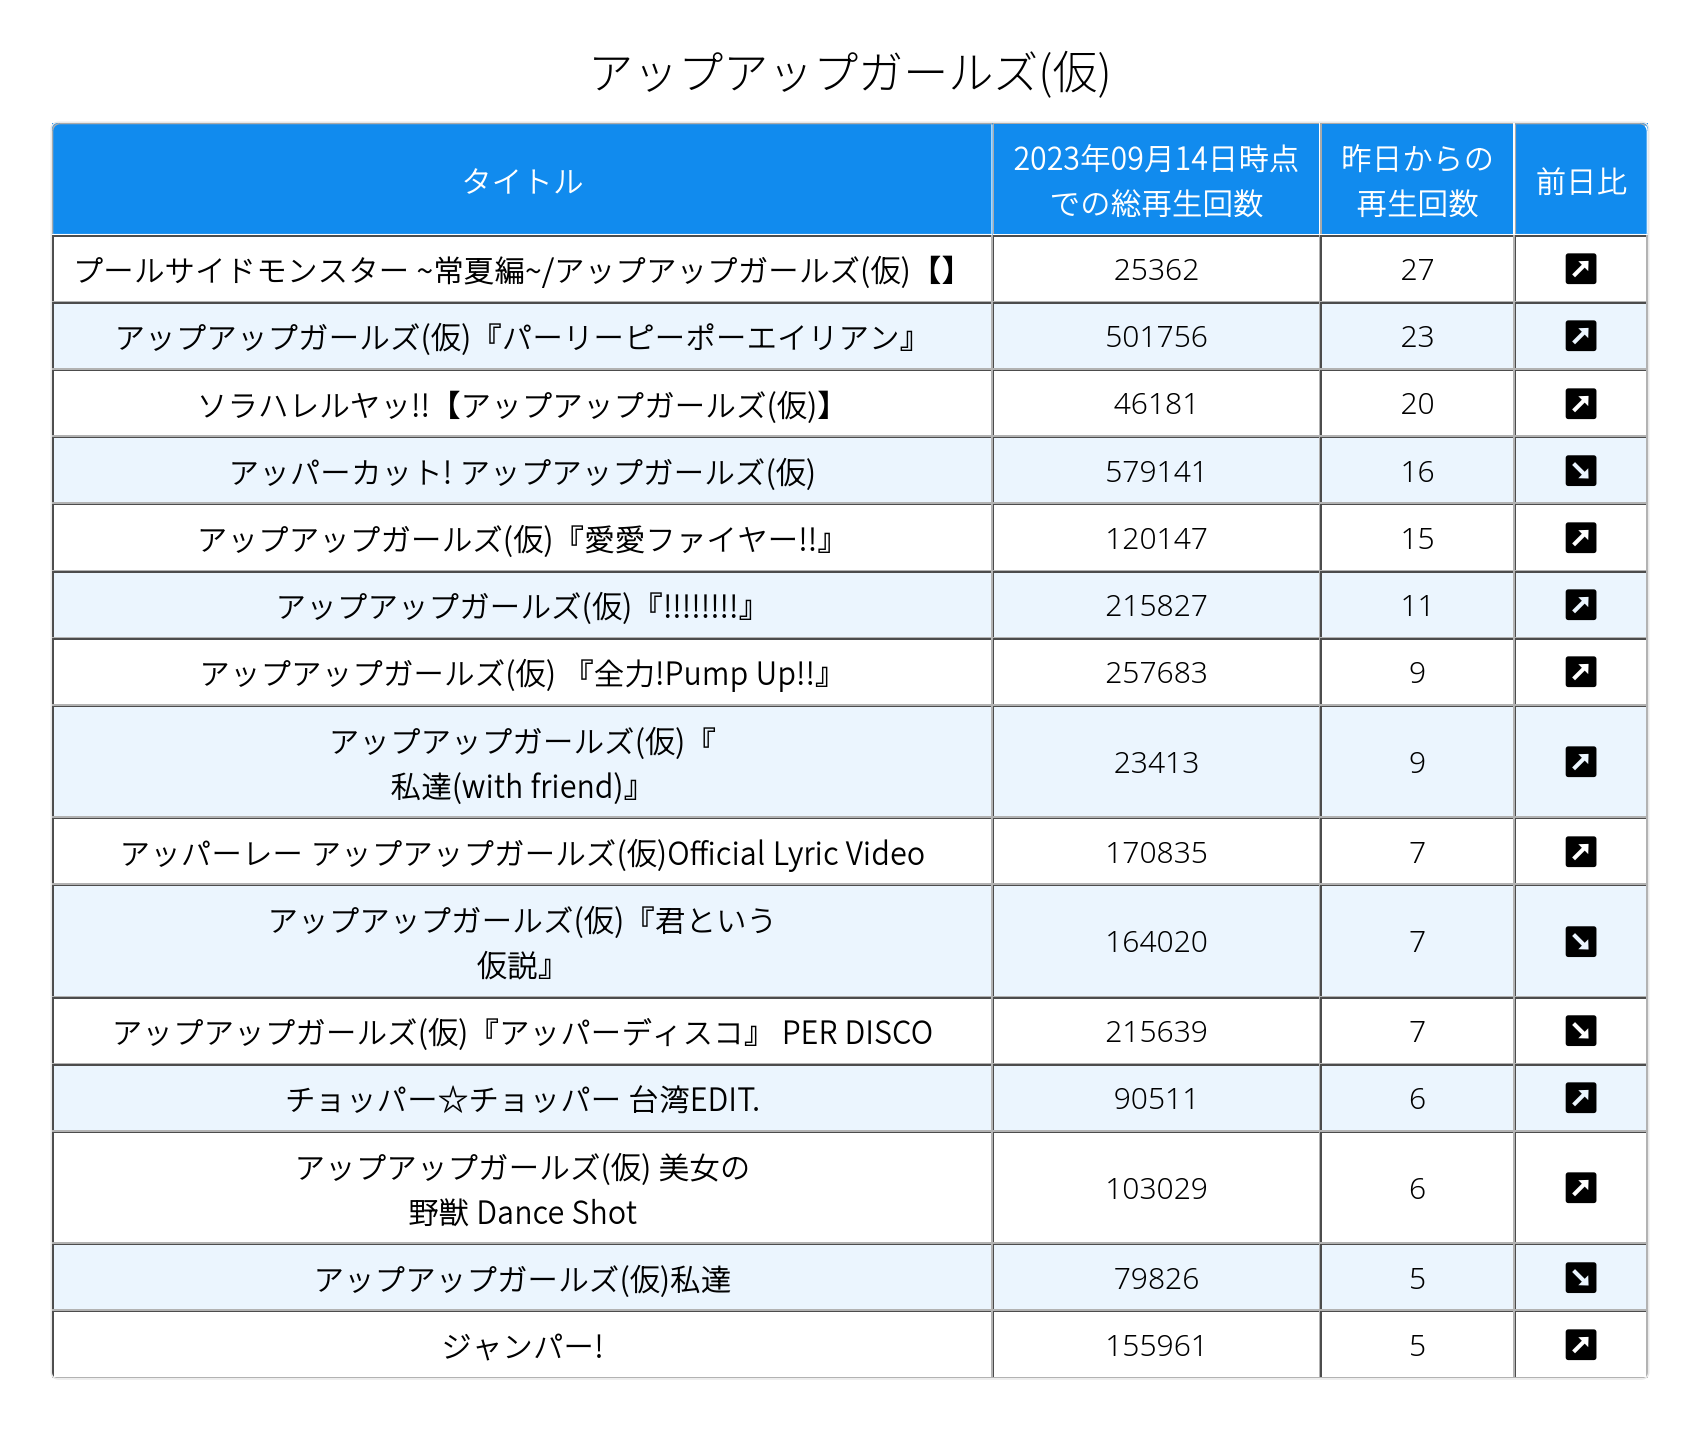 アップアップガールズ(仮)
タイトル 2023年09月14日時点での総再生回数 昨日からの再生回数 前日比
プールサイドモンスター ~常夏編~/アップアップガールズ(仮)【】 25362 27
アップアップガールズ(仮)『パーリーピーポーエイリアン』 501756 23
ソラハレルヤッ!!【アップアップガールズ(仮)】 46181 20
アッパーカット! アップアップガールズ(仮) 579141 16
アップアップガールズ(仮)『愛愛ファイヤー!!』 120147 15
アップアップガールズ(仮)『!!!!!!!!』 215827 11
アップアップガールズ(仮) 『全力!Pump Up!!』 257683 9
アップアップガールズ(仮)『
私達(with friend)』 23413 9
アッパーレー アップアップガールズ(仮)Official Lyric Video 170835 7
アップアップガールズ(仮)『君という
仮説』 164020 7
アップアップガールズ(仮)『アッパーディスコ』 PER DISCO 215639 7
チョッパー☆チョッパー 台湾EDIT. 90511 6
アップアップガールズ(仮) 美女の
野獣 Dance Shot 103029 6
アップアップガールズ(仮)私達 79826 5
ジャンパー! 155961 5